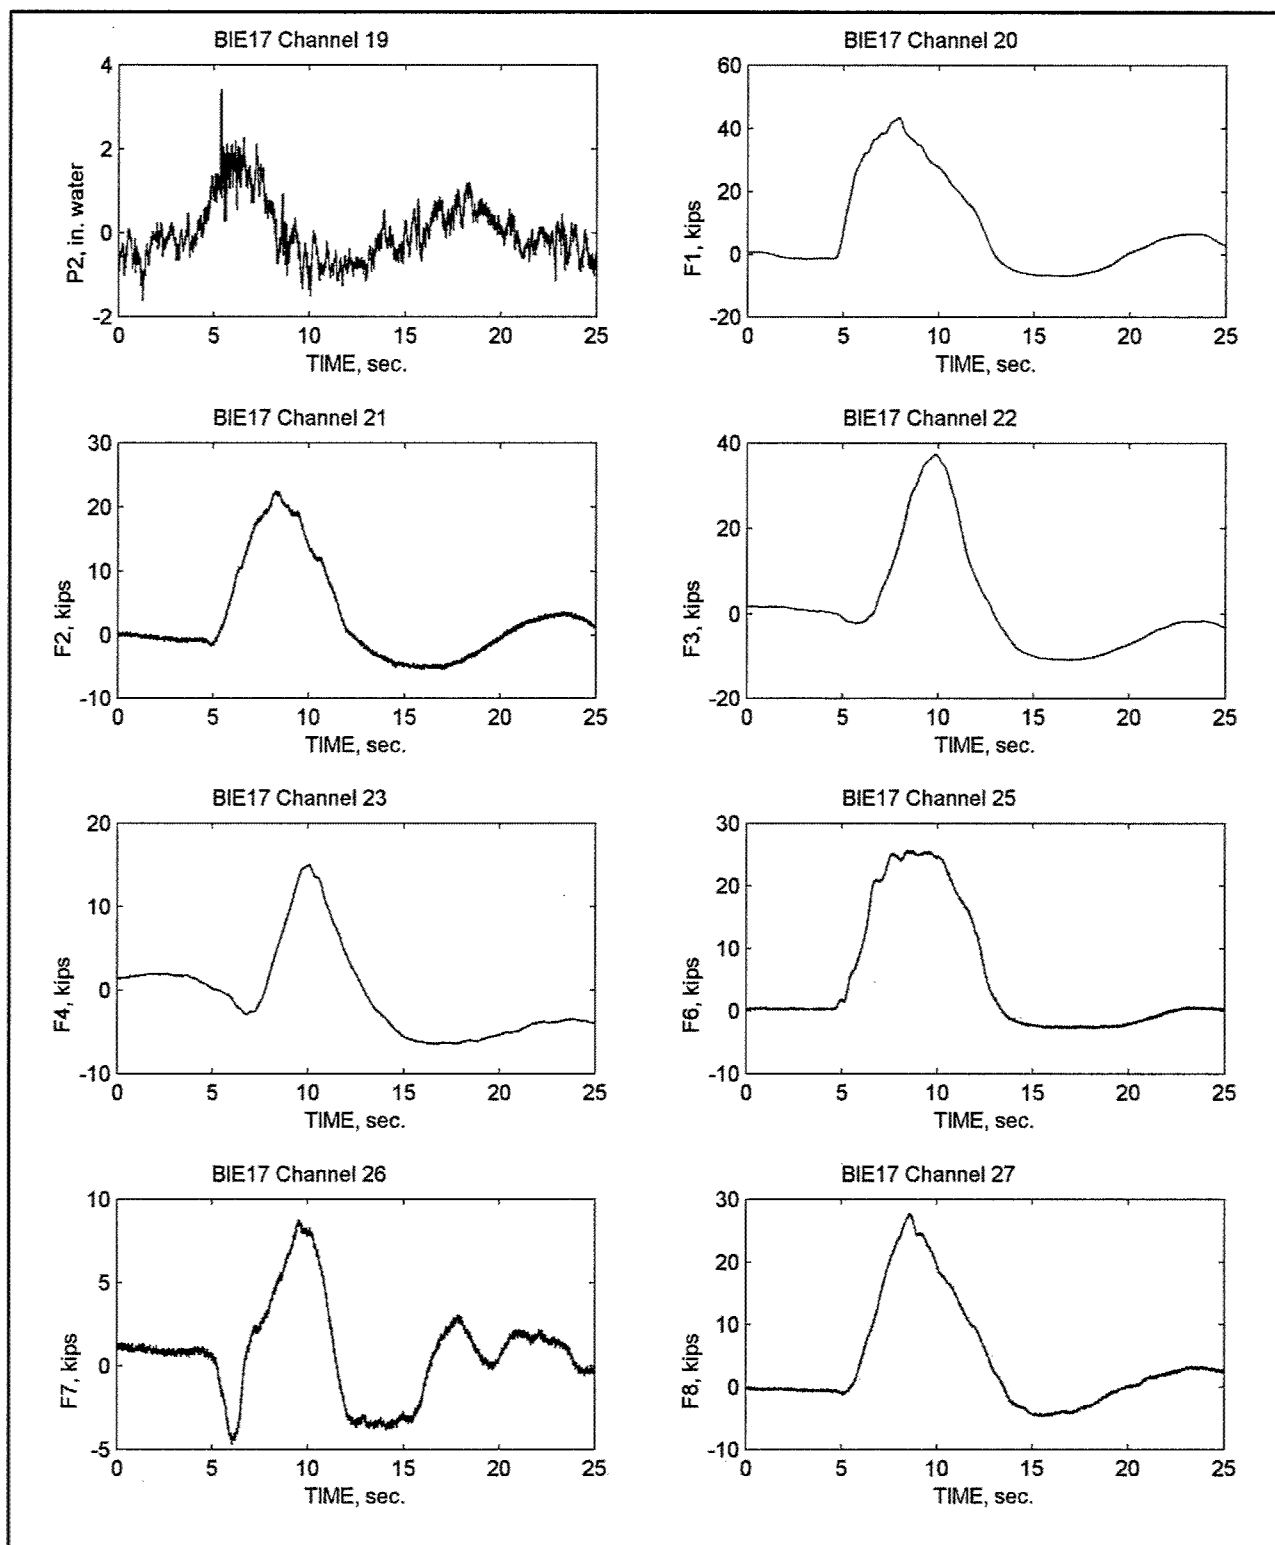 BIE17 Channel 19
4
2
0
-2
P2, in. water
0 5 10 15 20 25
TIME, sec.
BIE17 Channel 20
60
40
20
0
-20
F1, kips
0 5 10 15 20 25
TIME, sec.
BIE17 Channel 21
30
20
10
0
-10
F2, kips
0 5 10 15 20 25
TIME, sec.
BIE17 Channel 22
40
20
0
-20
F3, kips
0 5 10 15 20 25
TIME, sec.
BIE17 Channel 23
20
10
0
-10
F4, kips
0 5 10 15 20 25
TIME, sec.
BIE17 Channel 25
30
20
10
0
-10
F6, kips
0 5 10 15 20 25
TIME, sec.
BIE17 Channel 26
10
5
0
-5
F7, kips
0 5 10 15 20 25
TIME, sec.
BIE17 Channel 27
30
20
10
0
-10
F8, kips
0 5 10 15 20 25
TIME, sec.